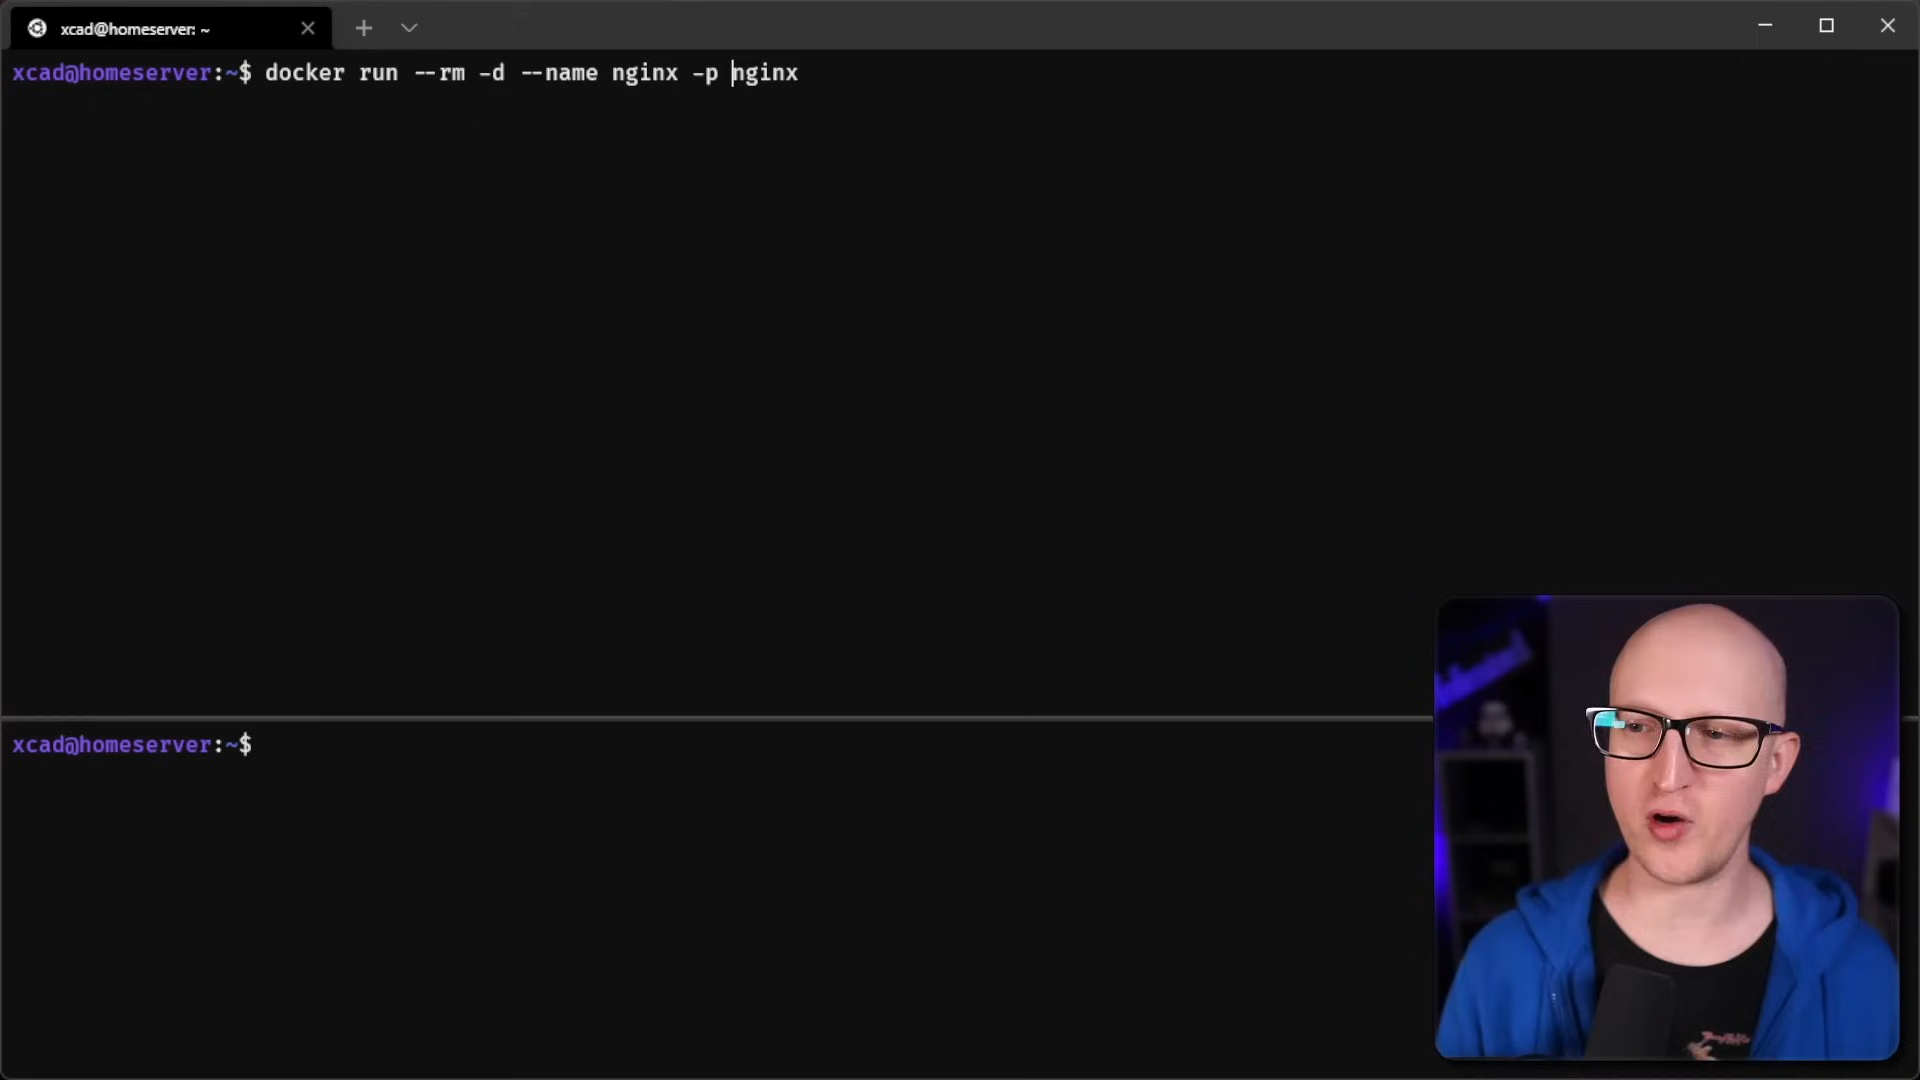 xcad@homeserver: ~
xcad@homeserver:~$ docker run --rm -d --name nginx -p nginx
xcad@homeserver:~$